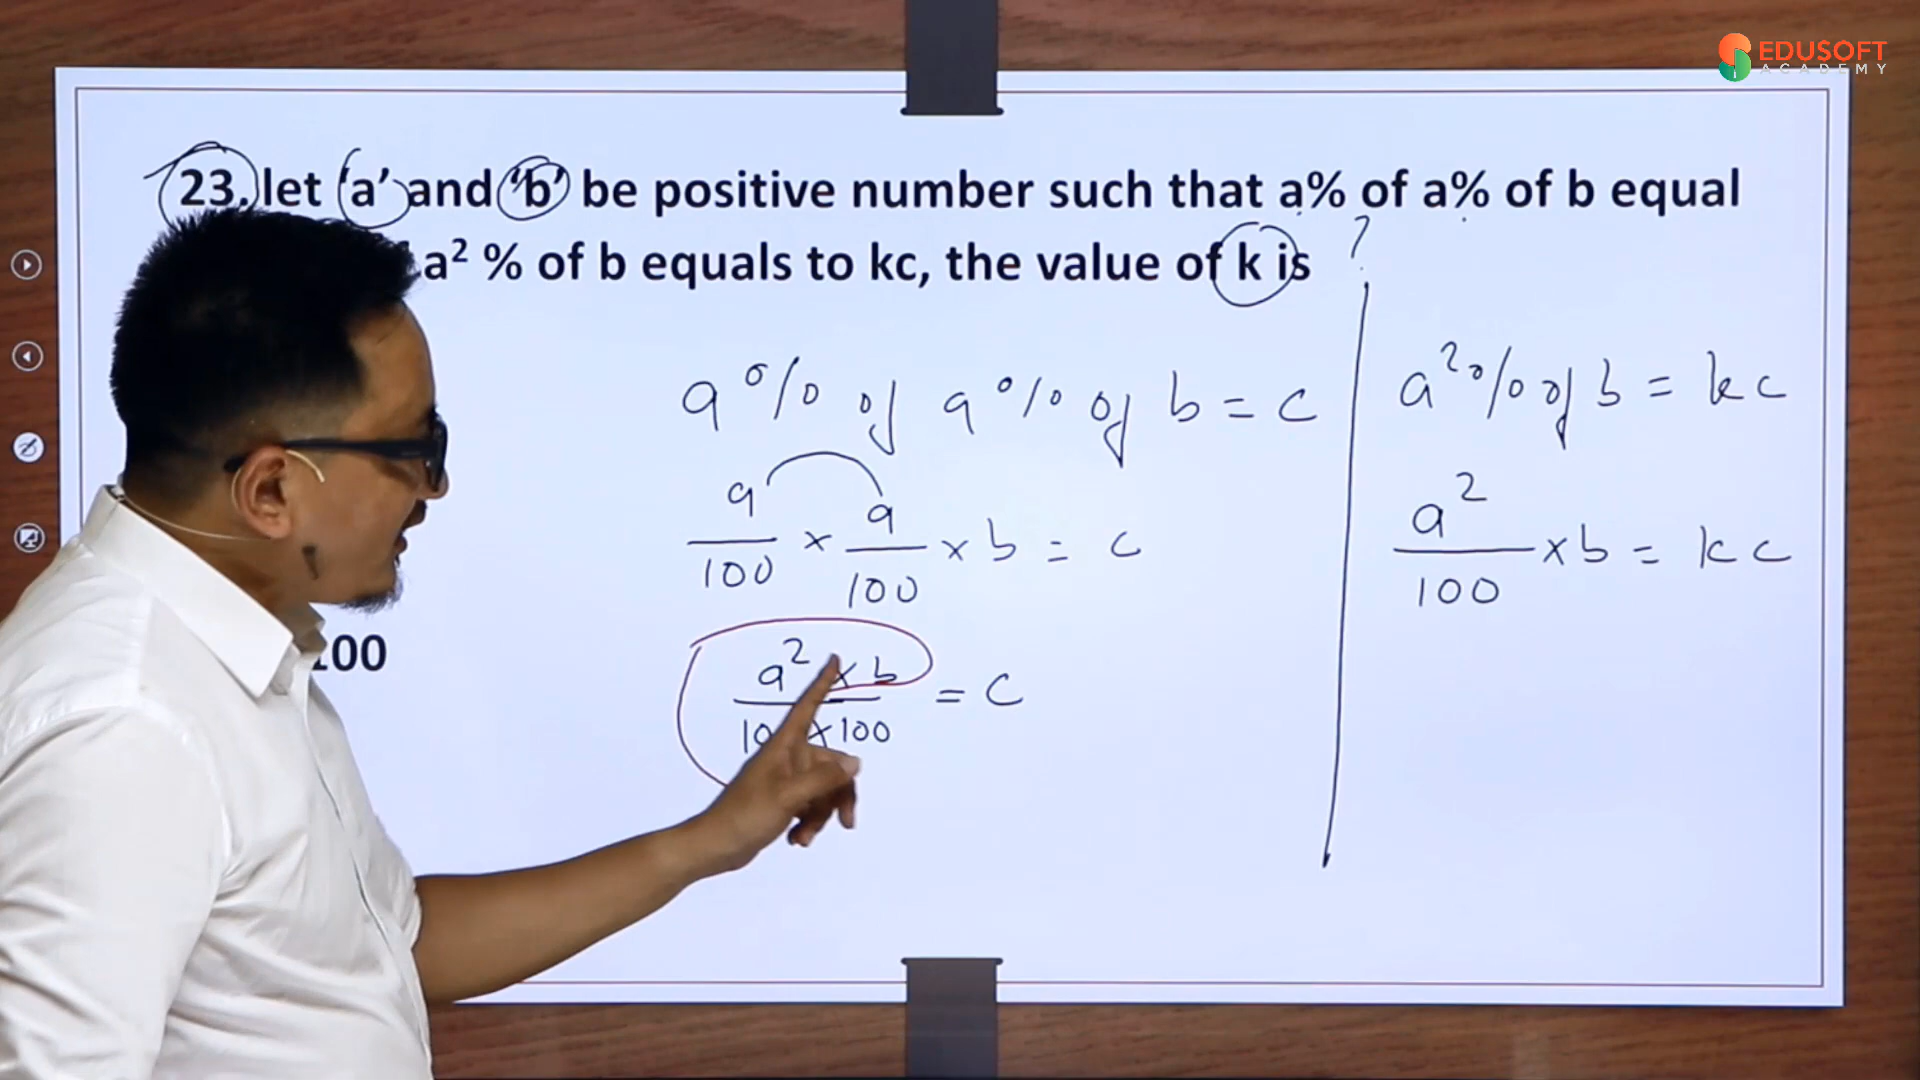 EDUSOFT
ACADEMY
23. let 'a' and 'b' be positive number such that a% of a% of b equal
a² % of b equals to kc, the value of k is ?
a % of a % of b = c
a/100 × a/100 × b = c
a² × b / 100 × 100 = c
a² % of b = kc
a²/100 × b = kc
100